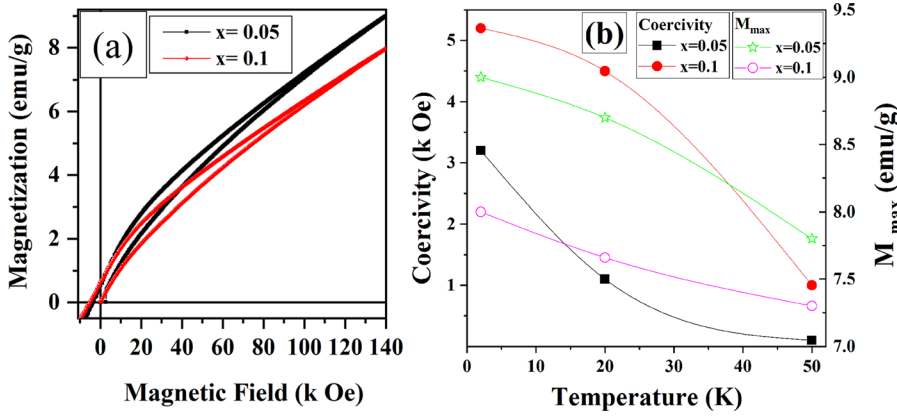 (a)
x= 0.05
x= 0.1
Magnetization (emu/g)
8
6
4
2
0
0 20 40 60 80 100 120 140
Magnetic Field (k Oe)
(b)
Coercivity
x=0.05
x=0.1
M max
x=0.05
x=0.1
Coercivity (k Oe)
5
4
3
2
1
0 10 20 30 40 50
Temperature (K)
9.5
9.0
8.5
8.0
7.5
7.0
M max (emu/g)